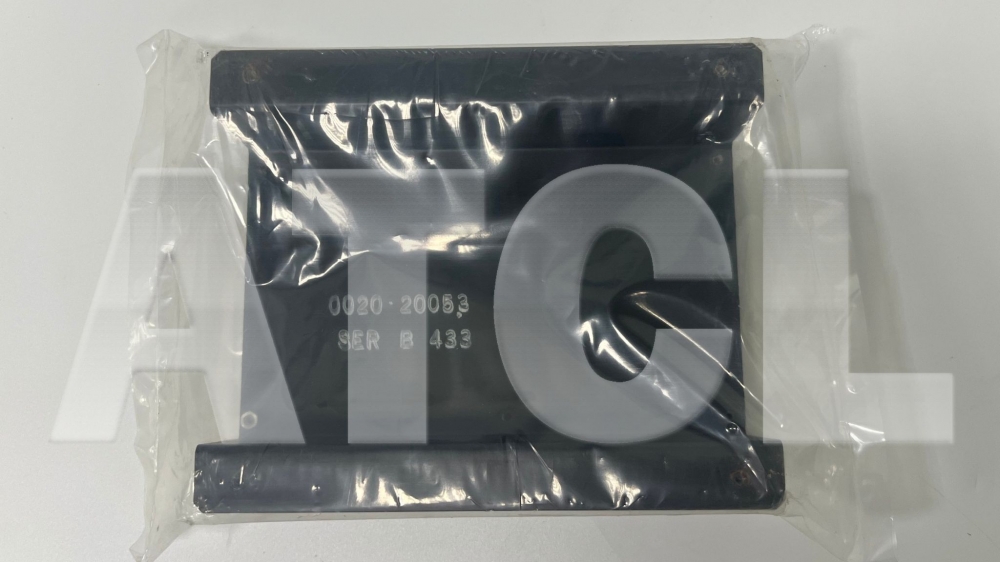 0020-20053
SER B 433
ATCL